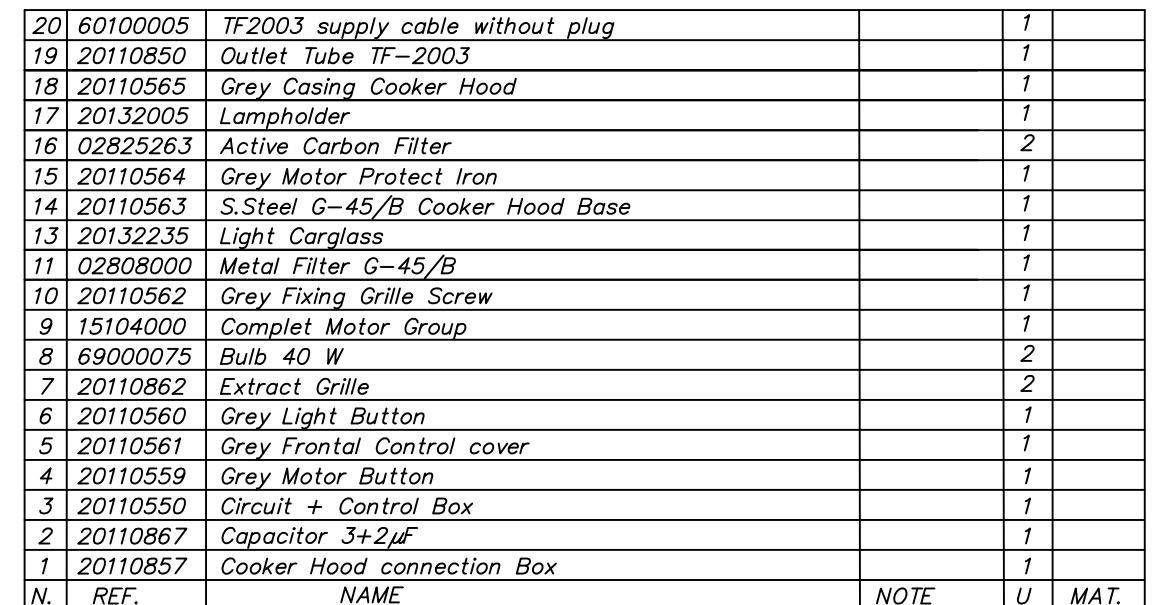 20 60100005 TF2003 supply cable without plug 1
19 20110850 Outlet Tube TF-2003 1
18 20110565 Grey Casing Cooker Hood 1
17 20132005 Lampholder 1
16 02825263 Active Carbon Filter 2
15 20110564 Grey Motor Protect Iron 1
14 20110563 S.Steel G-45/B Cooker Hood Base 1
13 20132235 Light Carglass 1
11 02808000 Metal Filter G-45/B 1
10 20110562 Grey Fixing Grille Screw 1
9 15104000 Complet Motor Group 1
8 69000075 Bulb 40 W 2
7 20110862 Extract Grille 2
6 20110560 Grey Light Button 1
5 20110561 Grey Frontal Control cover 1
4 20110559 Grey Motor Button 1
3 20110550 Circuit + Control Box 1
2 20110867 Capacitor 3+2μF 1
1 20110857 Cooker Hood connection Box 1
N. REF. NAME NOTE U MAT.